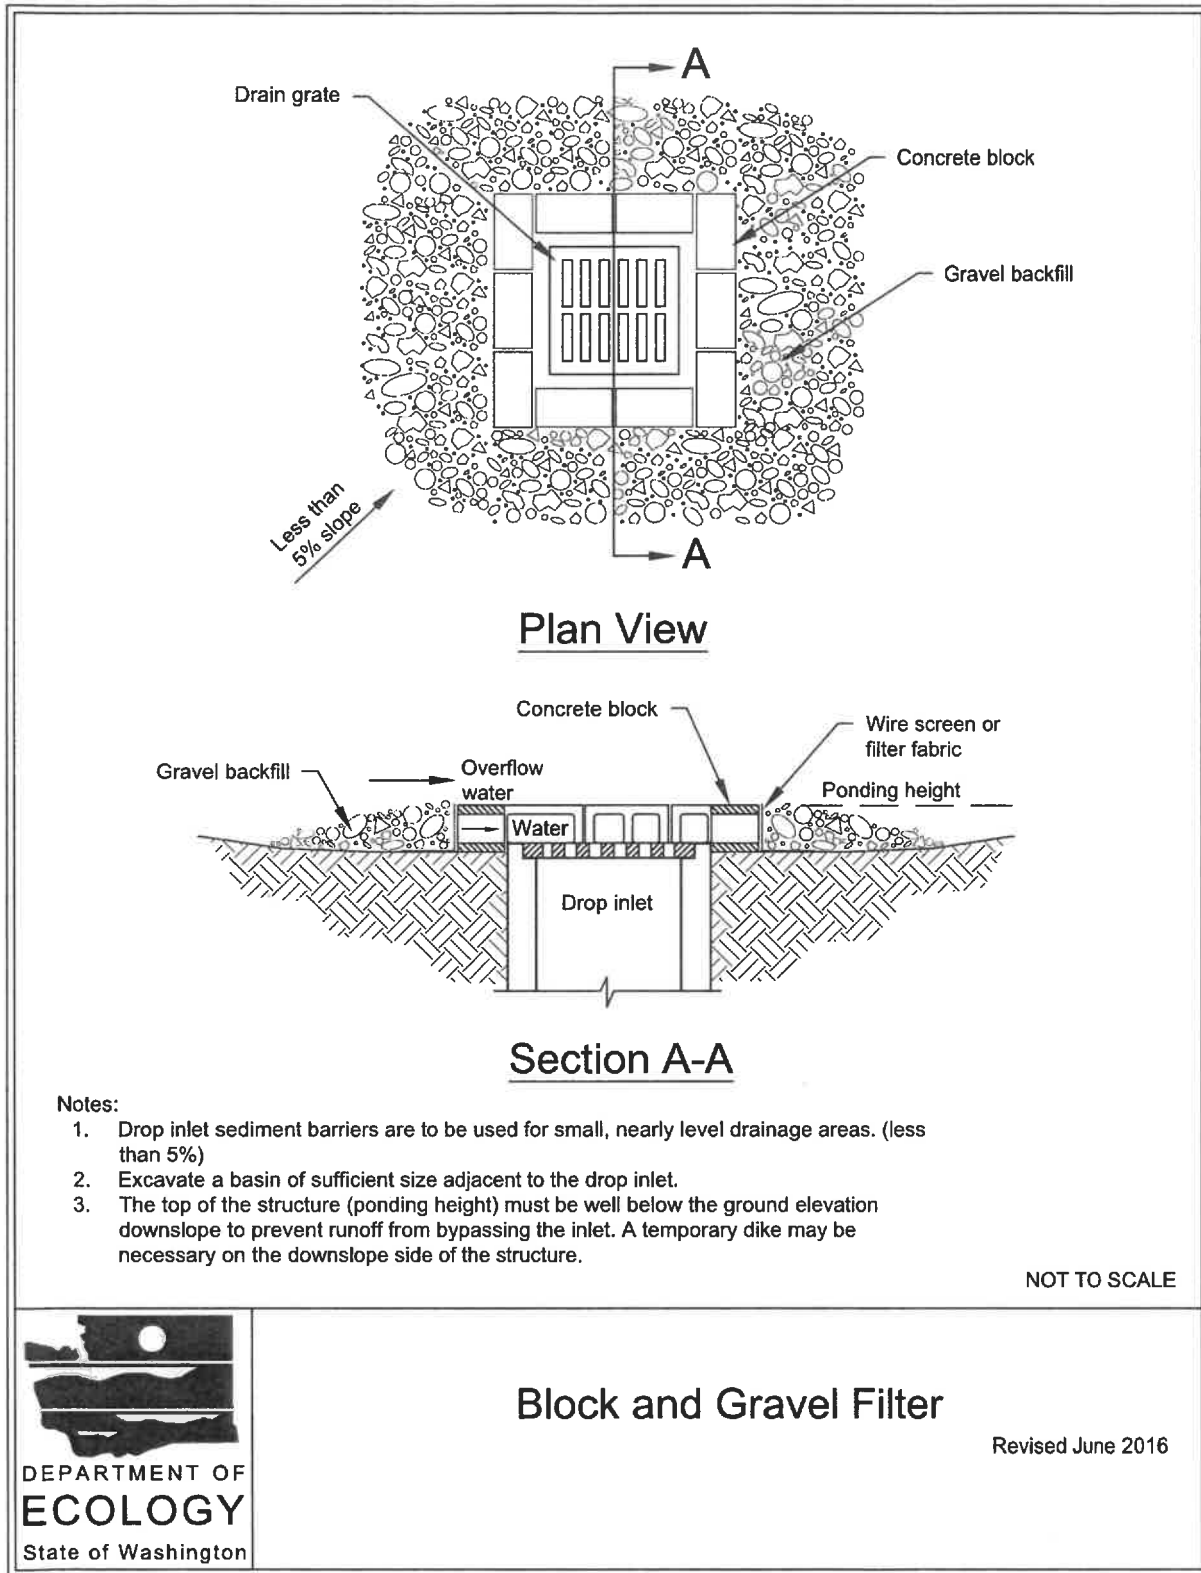 A
Drain grate
Concrete block
Gravel backfill
Less than
5% slope
A
Plan View
Concrete block
Wire screen or
filter fabric
Gravel backfill
Overflow
water
Ponding height
Water
Drop inlet
Section A-A
Notes:
1. Drop inlet sediment barriers are to be used for small, nearly level drainage areas. (less
than 5%)
2. Excavate a basin of sufficient size adjacent to the drop inlet.
3. The top of the structure (ponding height) must be well below the ground elevation
downslope to prevent runoff from bypassing the inlet. A temporary dike may be
necessary on the downslope side of the structure.
NOT TO SCALE
Block and Gravel Filter
Revised June 2016
DEPARTMENT OF
ECOLOGY
State of Washington